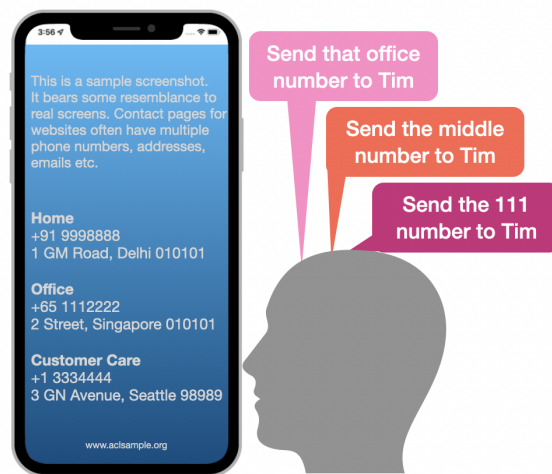 3:56
This is a sample screenshot.
It bears some resemblance to
real screens. Contact pages for
websites often have multiple
phone numbers, addresses,
emails etc.
Home
+91 9998888
1 GM Road, Delhi 010101
Office
+65 1112222
2 Street, Singapore 010101
Customer Care
+1 3334444
3 GN Avenue, Seattle 98989
www.aclsample.org
Send that office
number to Tim
Send the middle
number to Tim
Send the 111
number to Tim